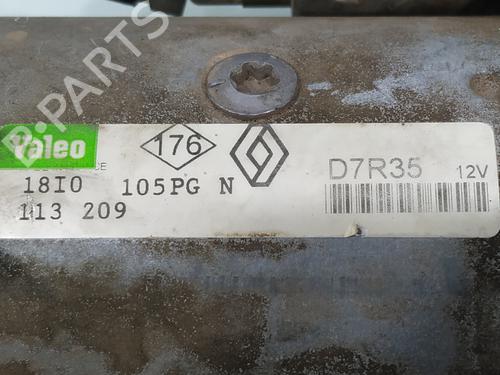 B-PARTS
Valeo
176
D7R35
12V
18I0 105PG N
113 209